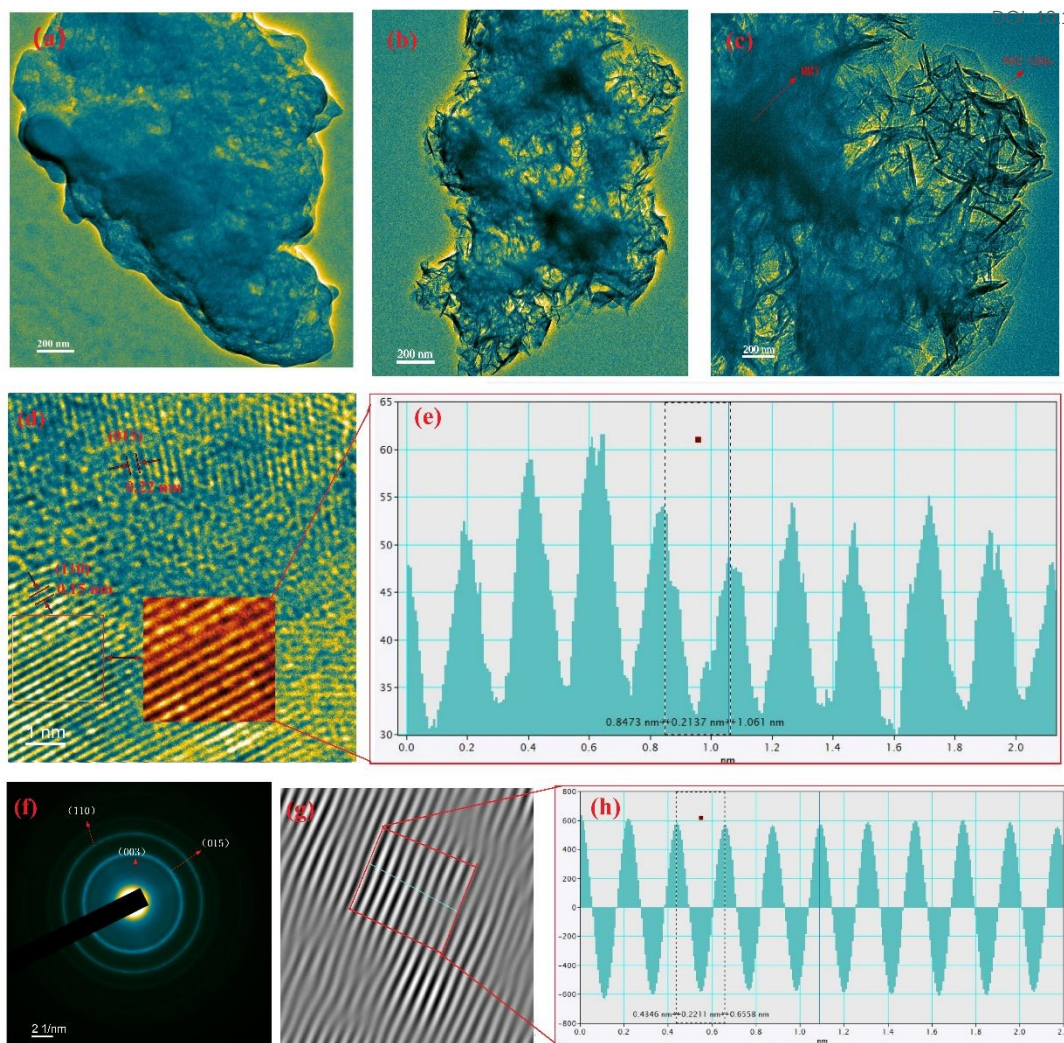 (a)
200 nm
(b)
200 nm
(c)
200 nm
(d)
0.22 nm
(110)
0.15 nm
1 nm
(e)
65
60
55
50
45
40
35
30
0.8473 nm
0.2137
1.061 nm
0.0 0.2 0.4 0.6 0.8 1.0 1.2 1.4 1.6 1.8 2.0
nm
(f)
(110)
(003)
(015)
2 1/nm
(g)
(h)
800
600
400
200
0
-200
-400
-600
-800
0.4346 nm
0.2211
0.6558 nm
0.0 0.2 0.4 0.6 0.8 1.0 1.2 1.4 1.6 1.8 2.0
nm